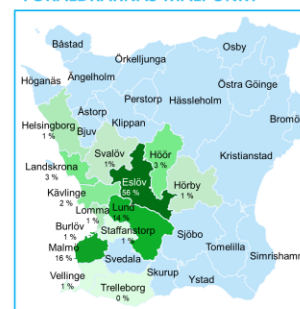 Osby
Båstad
Örkelljunga
Höganäs
Ängelholm
Östra Göinge
Perstorp
Hässleholm
Åstorp
Helsingborg
1 %
Klippan
Bjuv
Bromö
Svalöv
1%
Höör
3 %
Kristianstad
Landskrona
3 %
Eslöv
56 %
Hörby
1 %
Kävlinge
2 %
Lund
14 %
Lomma
1 %
Burlöv
1 %
Staffanstorp
1 %
Sjöbo
Malmö
16 %
Tomelilla
Svedala
Simrishamn
Vellinge
1 %
Skurup
Ystad
Trelleborg
0 %